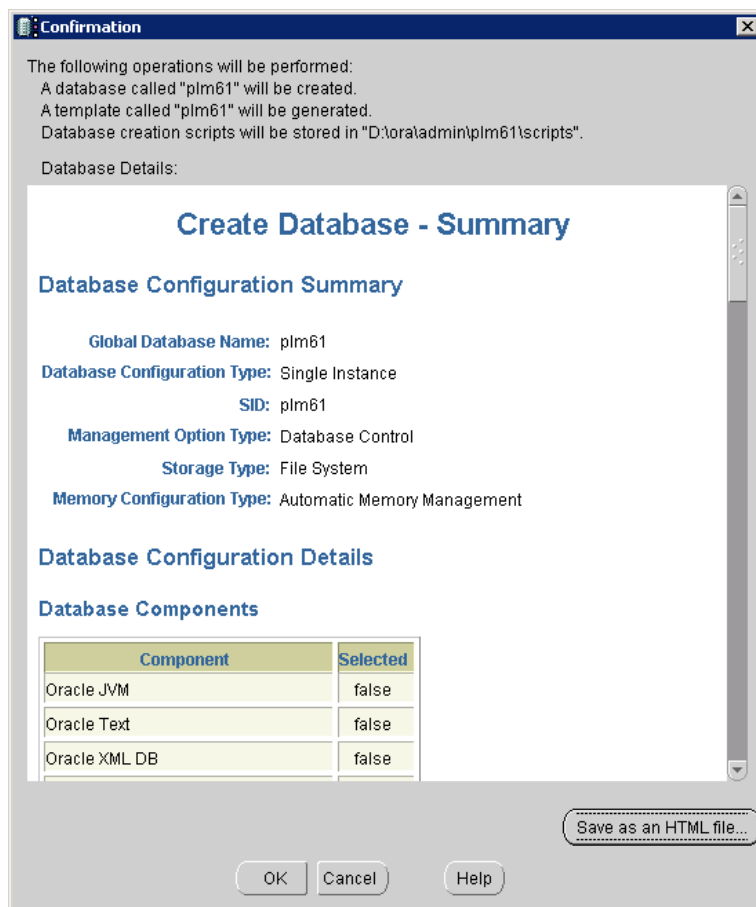 Confirmation
The following operations will be performed:
A database called "plm61" will be created.
A template called "plm61" will be generated.
Database creation scripts will be stored in "D:\ora\admin\plm61\scripts".
Database Details:
Create Database - Summary
Database Configuration Summary
Global Database Name: plm61
Database Configuration Type: Single Instance
SID: plm61
Management Option Type: Database Control
Storage Type: File System
Memory Configuration Type: Automatic Memory Management
Database Configuration Details
Database Components
Component Selected
Oracle JVM false
Oracle Text false
Oracle XML DB false
Save as an HTML file...
OK Cancel Help